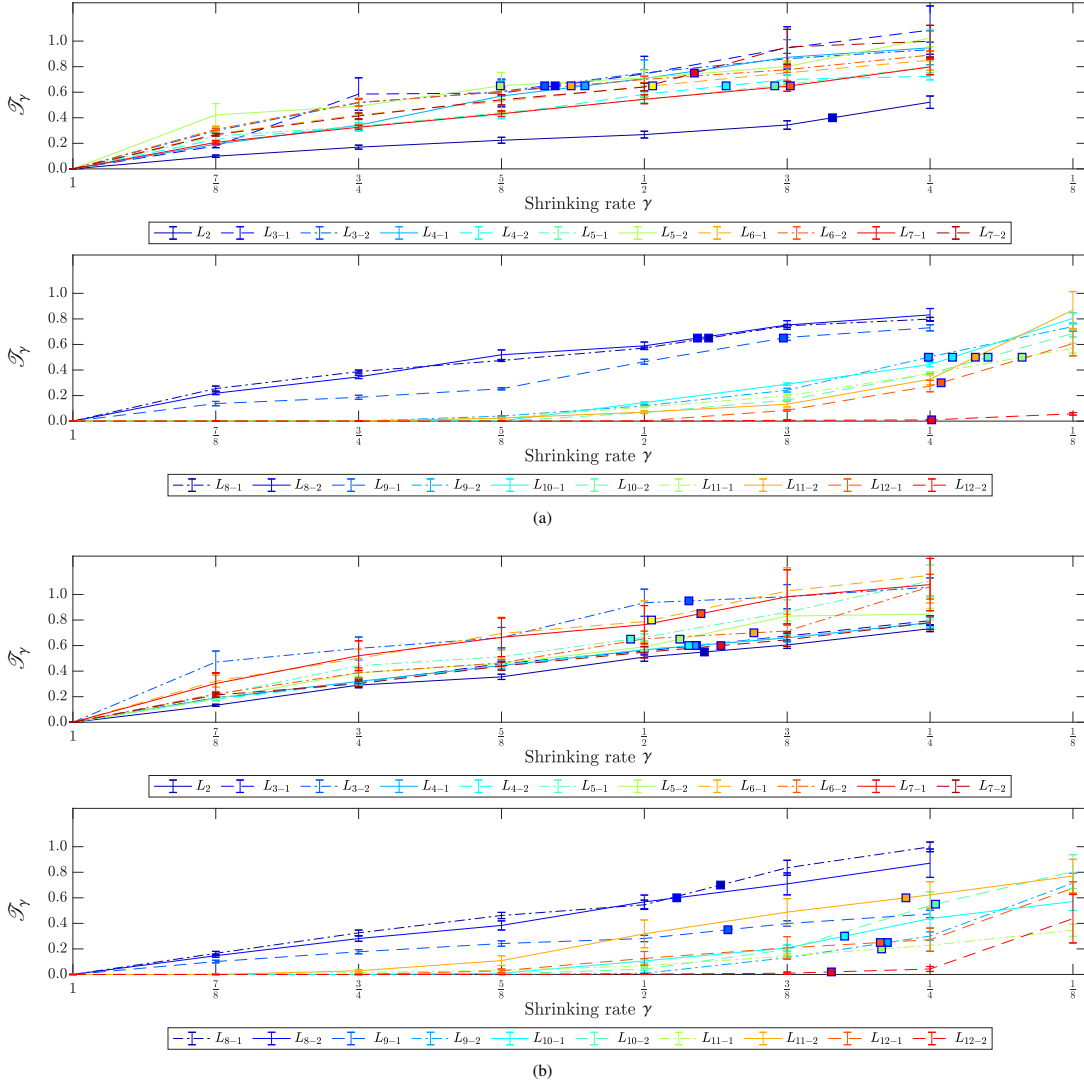 1.0
0.8
0.6
0.4
0.2
0.0
𝒯γ
1 7/8 3/4 5/8 1/2 3/8 1/4 1/8
Shrinking rate γ
L2 L3−1 L3−2 L4−1 L4−2 L5−1 L5−2 L6−1 L6−2 L7−1 L7−2
1.0
0.8
0.6
0.4
0.2
0.0
𝒯γ
1 7/8 3/4 5/8 1/2 3/8 1/4 1/8
Shrinking rate γ
L8−1 L8−2 L9−1 L9−2 L10−1 L10−2 L11−1 L11−2 L12−1 L12−2
(a)
1.0
0.8
0.6
0.4
0.2
0.0
𝒯γ
1 7/8 3/4 5/8 1/2 3/8 1/4 1/8
Shrinking rate γ
L2 L3−1 L3−2 L4−1 L4−2 L5−1 L5−2 L6−1 L6−2 L7−1 L7−2
1.0
0.8
0.6
0.4
0.2
0.0
𝒯γ
1 7/8 3/4 5/8 1/2 3/8 1/4 1/8
Shrinking rate γ
L8−1 L8−2 L9−1 L9−2 L10−1 L10−2 L11−1 L11−2 L12−1 L12−2
(b)